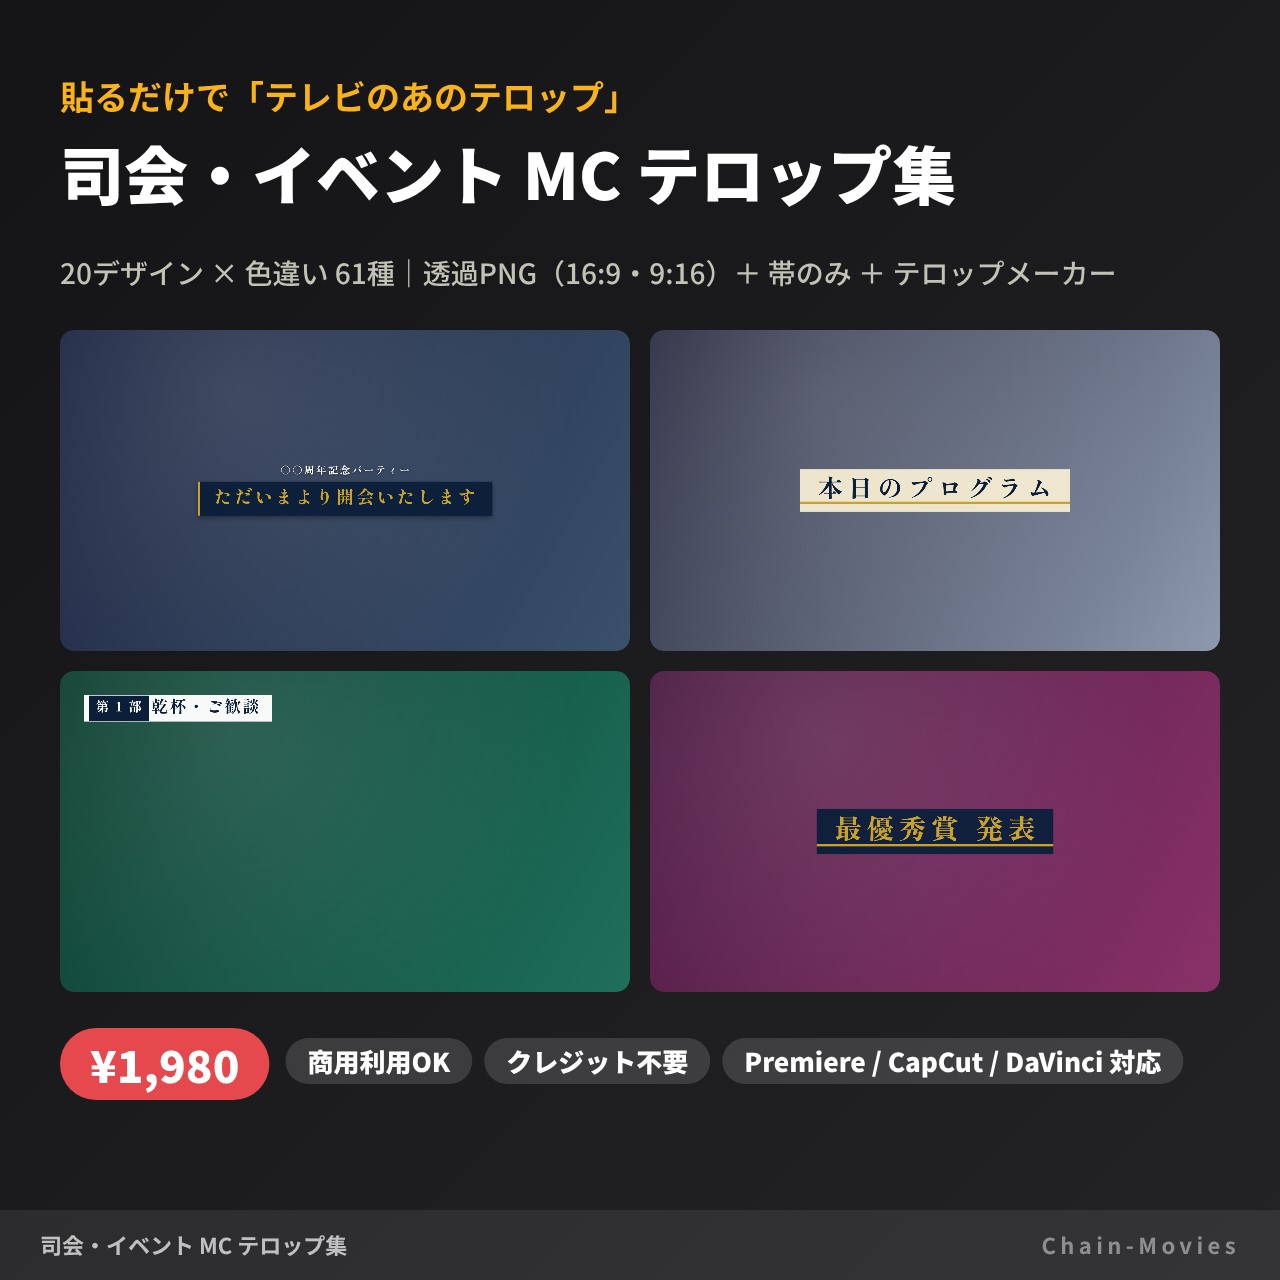 貼るだけで「テレビのあのテロップ」
司会・イベント MC テロップ集
20デザイン × 色違い 61種｜透過PNG（16:9・9:16）＋ 帯のみ ＋ テロップメーカー
〇〇周年記念パーティー
ただいまより開会いたします
本日のプログラム
第1部 乾杯・ご歓談
最優秀賞 発表
¥1,980 商用利用OK クレジット不要 Premiere / CapCut / DaVinci 対応
司会・イベント MC テロップ集 Chain-Movies